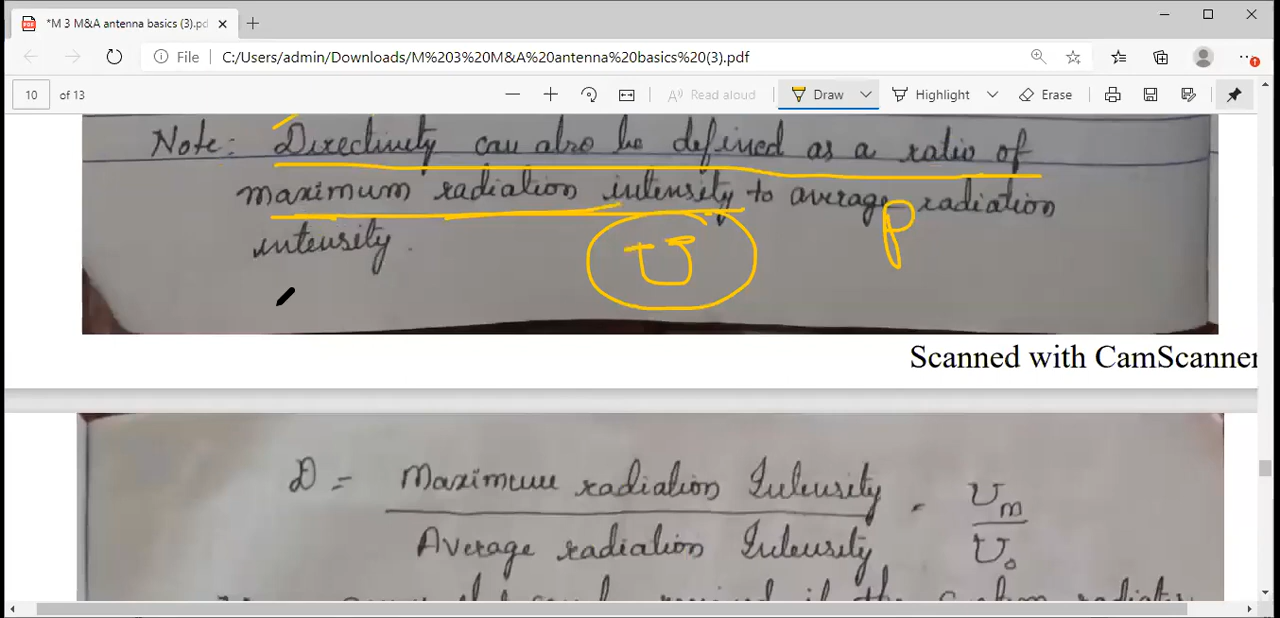 *M 3 M&A antenna basics (3).pd
File C:/Users/admin/Downloads/M%203%20M&A%20antenna%20basics%20(3).pdf
10 of 13 Read aloud Draw Highlight Erase
Note: Directivity can also be defined as a ratio of
maximum radiation intensity to average radiation
intensity.
P
U
Scanned with CamScanner
D = Maximum radiation Intensity = Um
Average radiation Intensity U₀